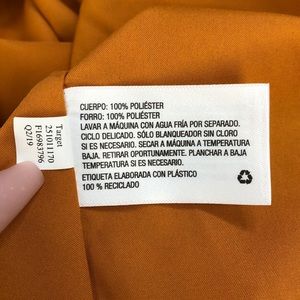 CUERPO: 100% POLIÉSTER
FORRO: 100% POLIÉSTER
LAVAR A MÁQUINA CON AGUA FRÍA POR SEPARADO.
CICLO DELICADO. SÓLO BLANQUEADOR SIN CLORO
SI ES NECESARIO. SECAR A MÁQUINA A TEMPERATURA
BAJA. RETIRAR OPORTUNAMENTE. PLANCHAR A BAJA
TEMPERATURA SI ES NECESARIO.
ETIQUETA ELABORADA CON PLÁSTICO
100 % RECICLADO
Target
251011170
F16983796
Q2/19